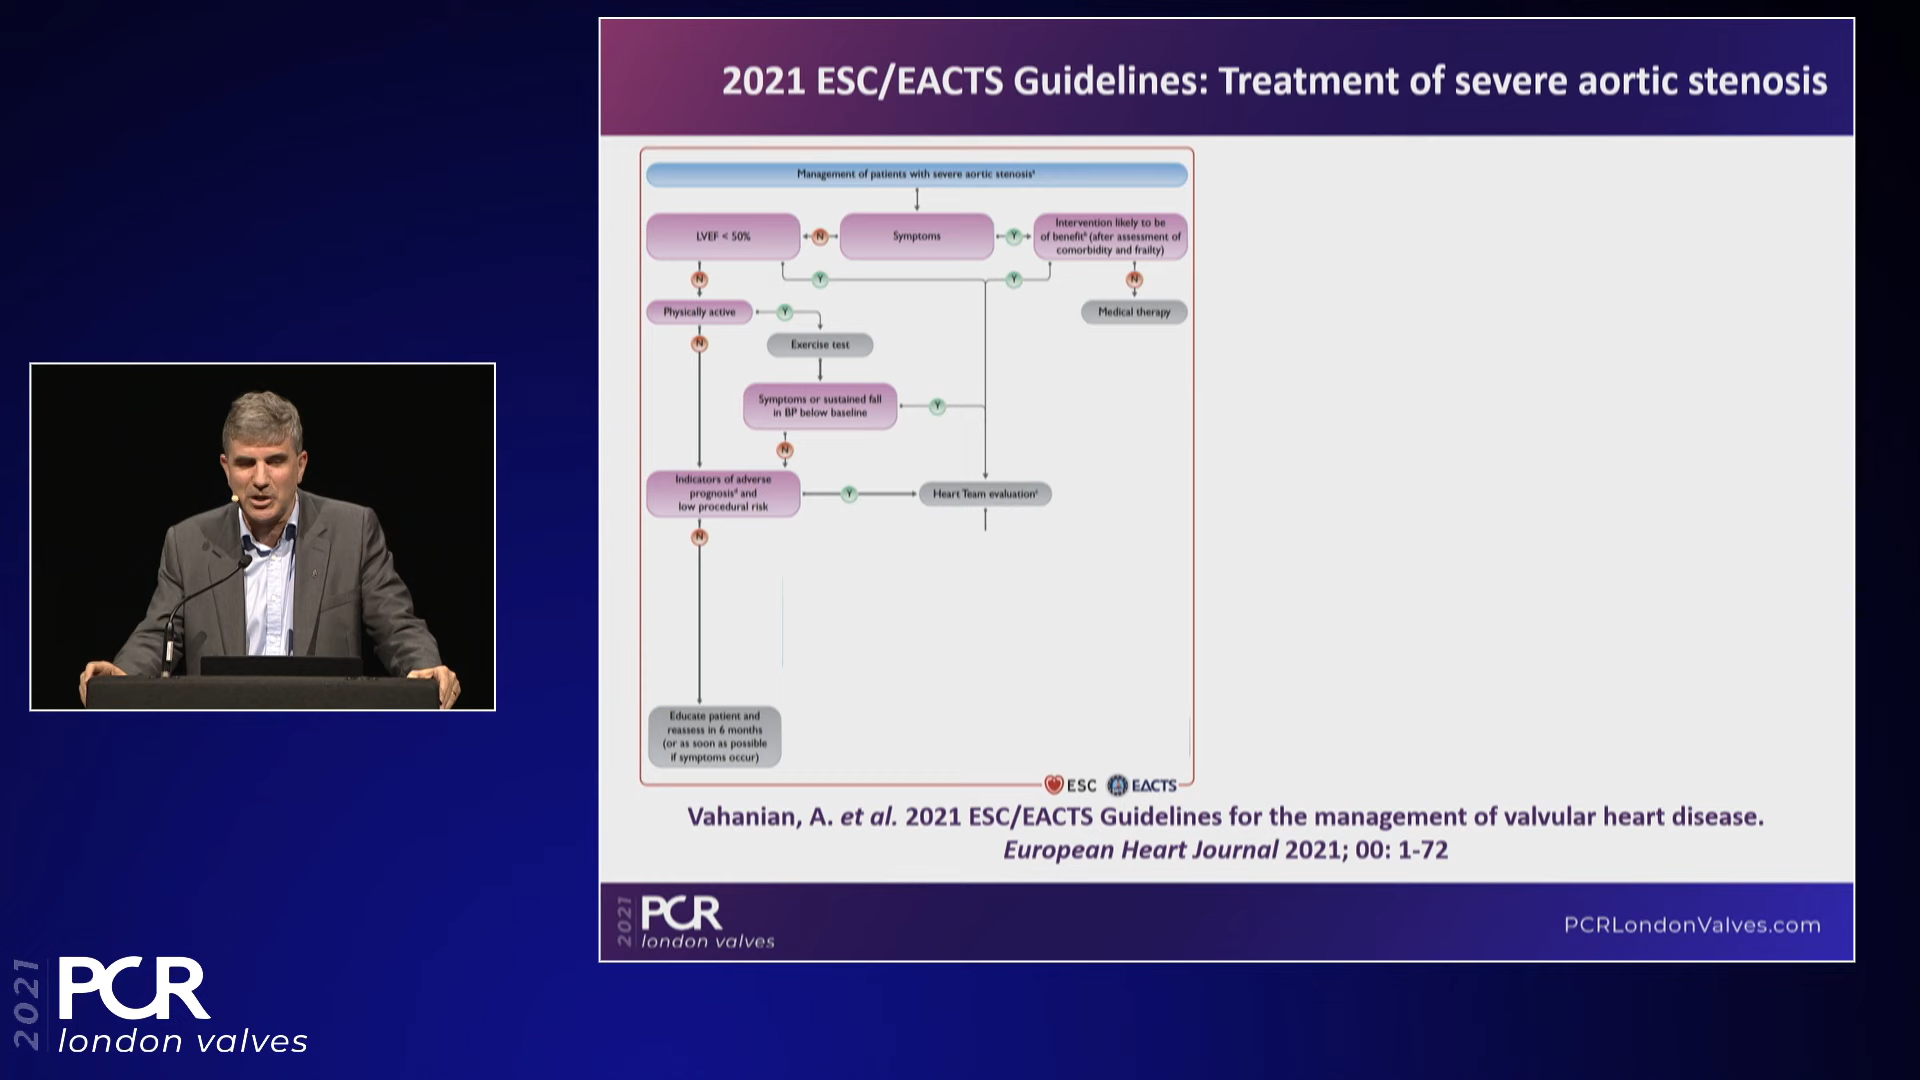 2021 ESC/EACTS Guidelines: Treatment of severe aortic stenosis
Management of patients with severe aortic stenosisᵃ
LVEF < 50%
N
Symptoms
Y
Intervention likely to be
of benefitᵇ (after assessment of
comorbidity and frailty)
N
Y
Y
N
Physically active
Y
Medical therapy
N
Exercise test
Symptoms or sustained fall
in BP below baseline
Y
N
Indicators of adverse
prognosisᵈ and
low procedural risk
Y
Heart Team evaluationᶜ
N
Educate patient and
reassess in 6 months
(or as soon as possible
if symptoms occur)
ESC EACTS
Vahanian, A. et al. 2021 ESC/EACTS Guidelines for the management of valvular heart disease.
European Heart Journal 2021; 00: 1-72
2021
PCR
london valves
PCRLondonValves.com
2021
PCR
london valves